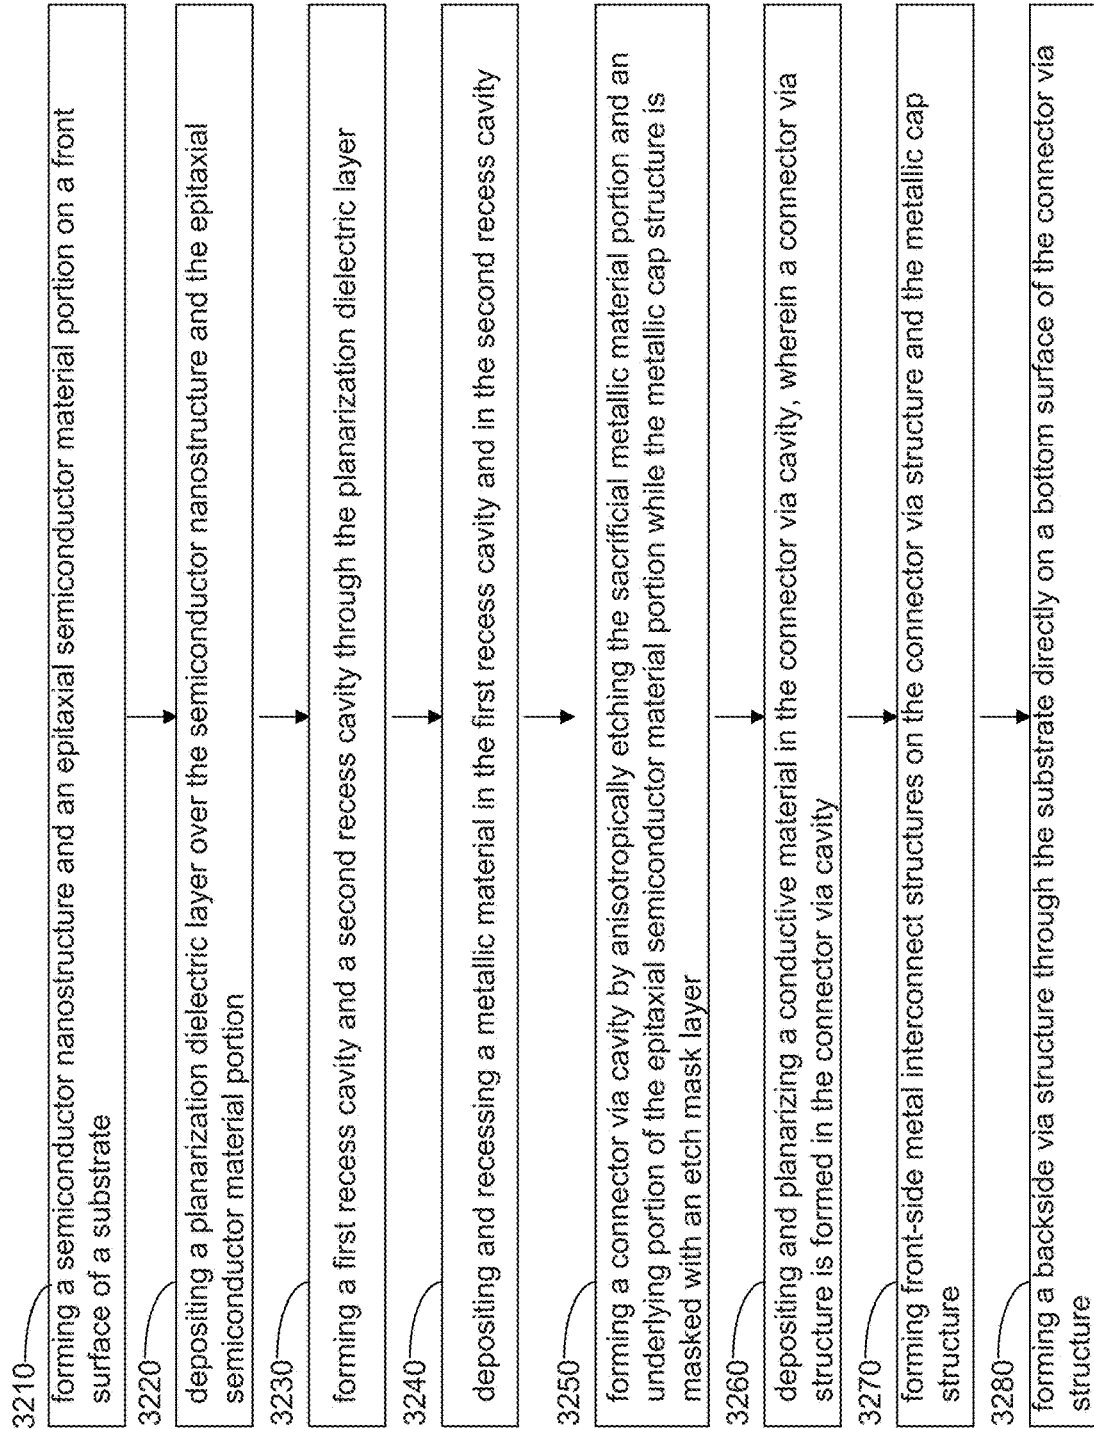 3210
forming a semiconductor nanostructure and an epitaxial semiconductor material portion on a front
surface of a substrate
3220
depositing a planarization dielectric layer over the semiconductor nanostructure and the epitaxial
semiconductor material portion
3230
forming a first recess cavity and a second recess cavity through the planarization dielectric layer
3240
depositing and recessing a metallic material in the first recess cavity and in the second recess cavity
3250
forming a connector via cavity by anisotropically etching the sacrificial metallic material portion and an
underlying portion of the epitaxial semiconductor material portion while the metallic cap structure is
masked with an etch mask layer
3260
depositing and planarizing a conductive material in the connector via cavity, wherein a connector via
structure is formed in the connector via cavity
3270
forming front-side metal interconnect structures on the connector via structure and the metallic cap
structure
3280
forming a backside via structure through the substrate directly on a bottom surface of the connector via
structure